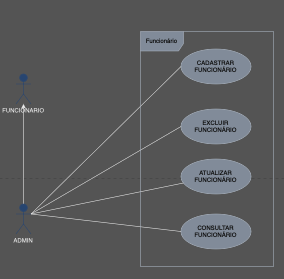 Funcionário
CADASTRAR
FUNCIONÁRIO
FUNCIONARIO
EXCLUIR
FUNCIONÁRIO
ATUALIZAR
FUNCIONÁRIO
CONSULTAR
FUNCIONÁRIO
ADMIN